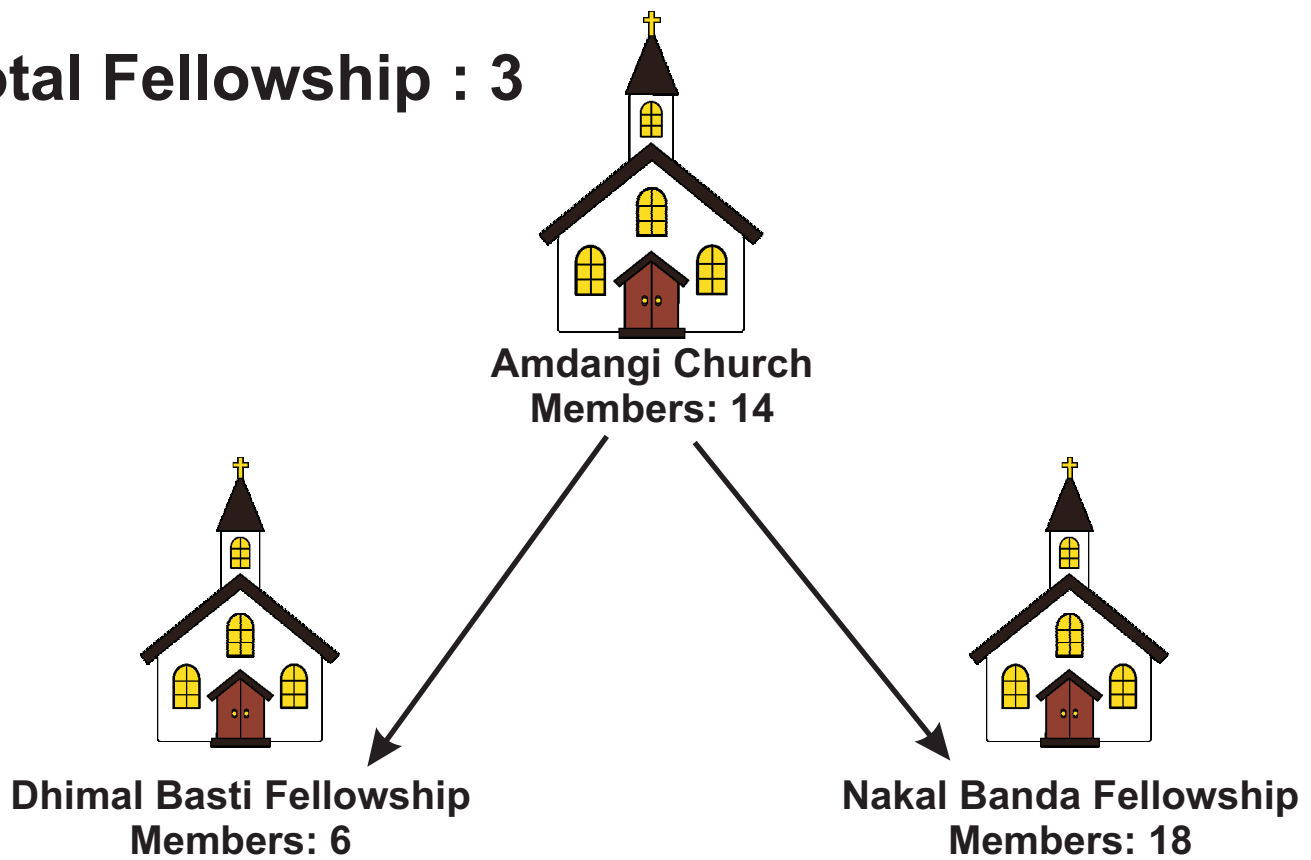 otal Fellowship : 3
Amdangi Church
Members: 14
Dhimal Basti Fellowship
Members: 6
Nakal Banda Fellowship
Members: 18